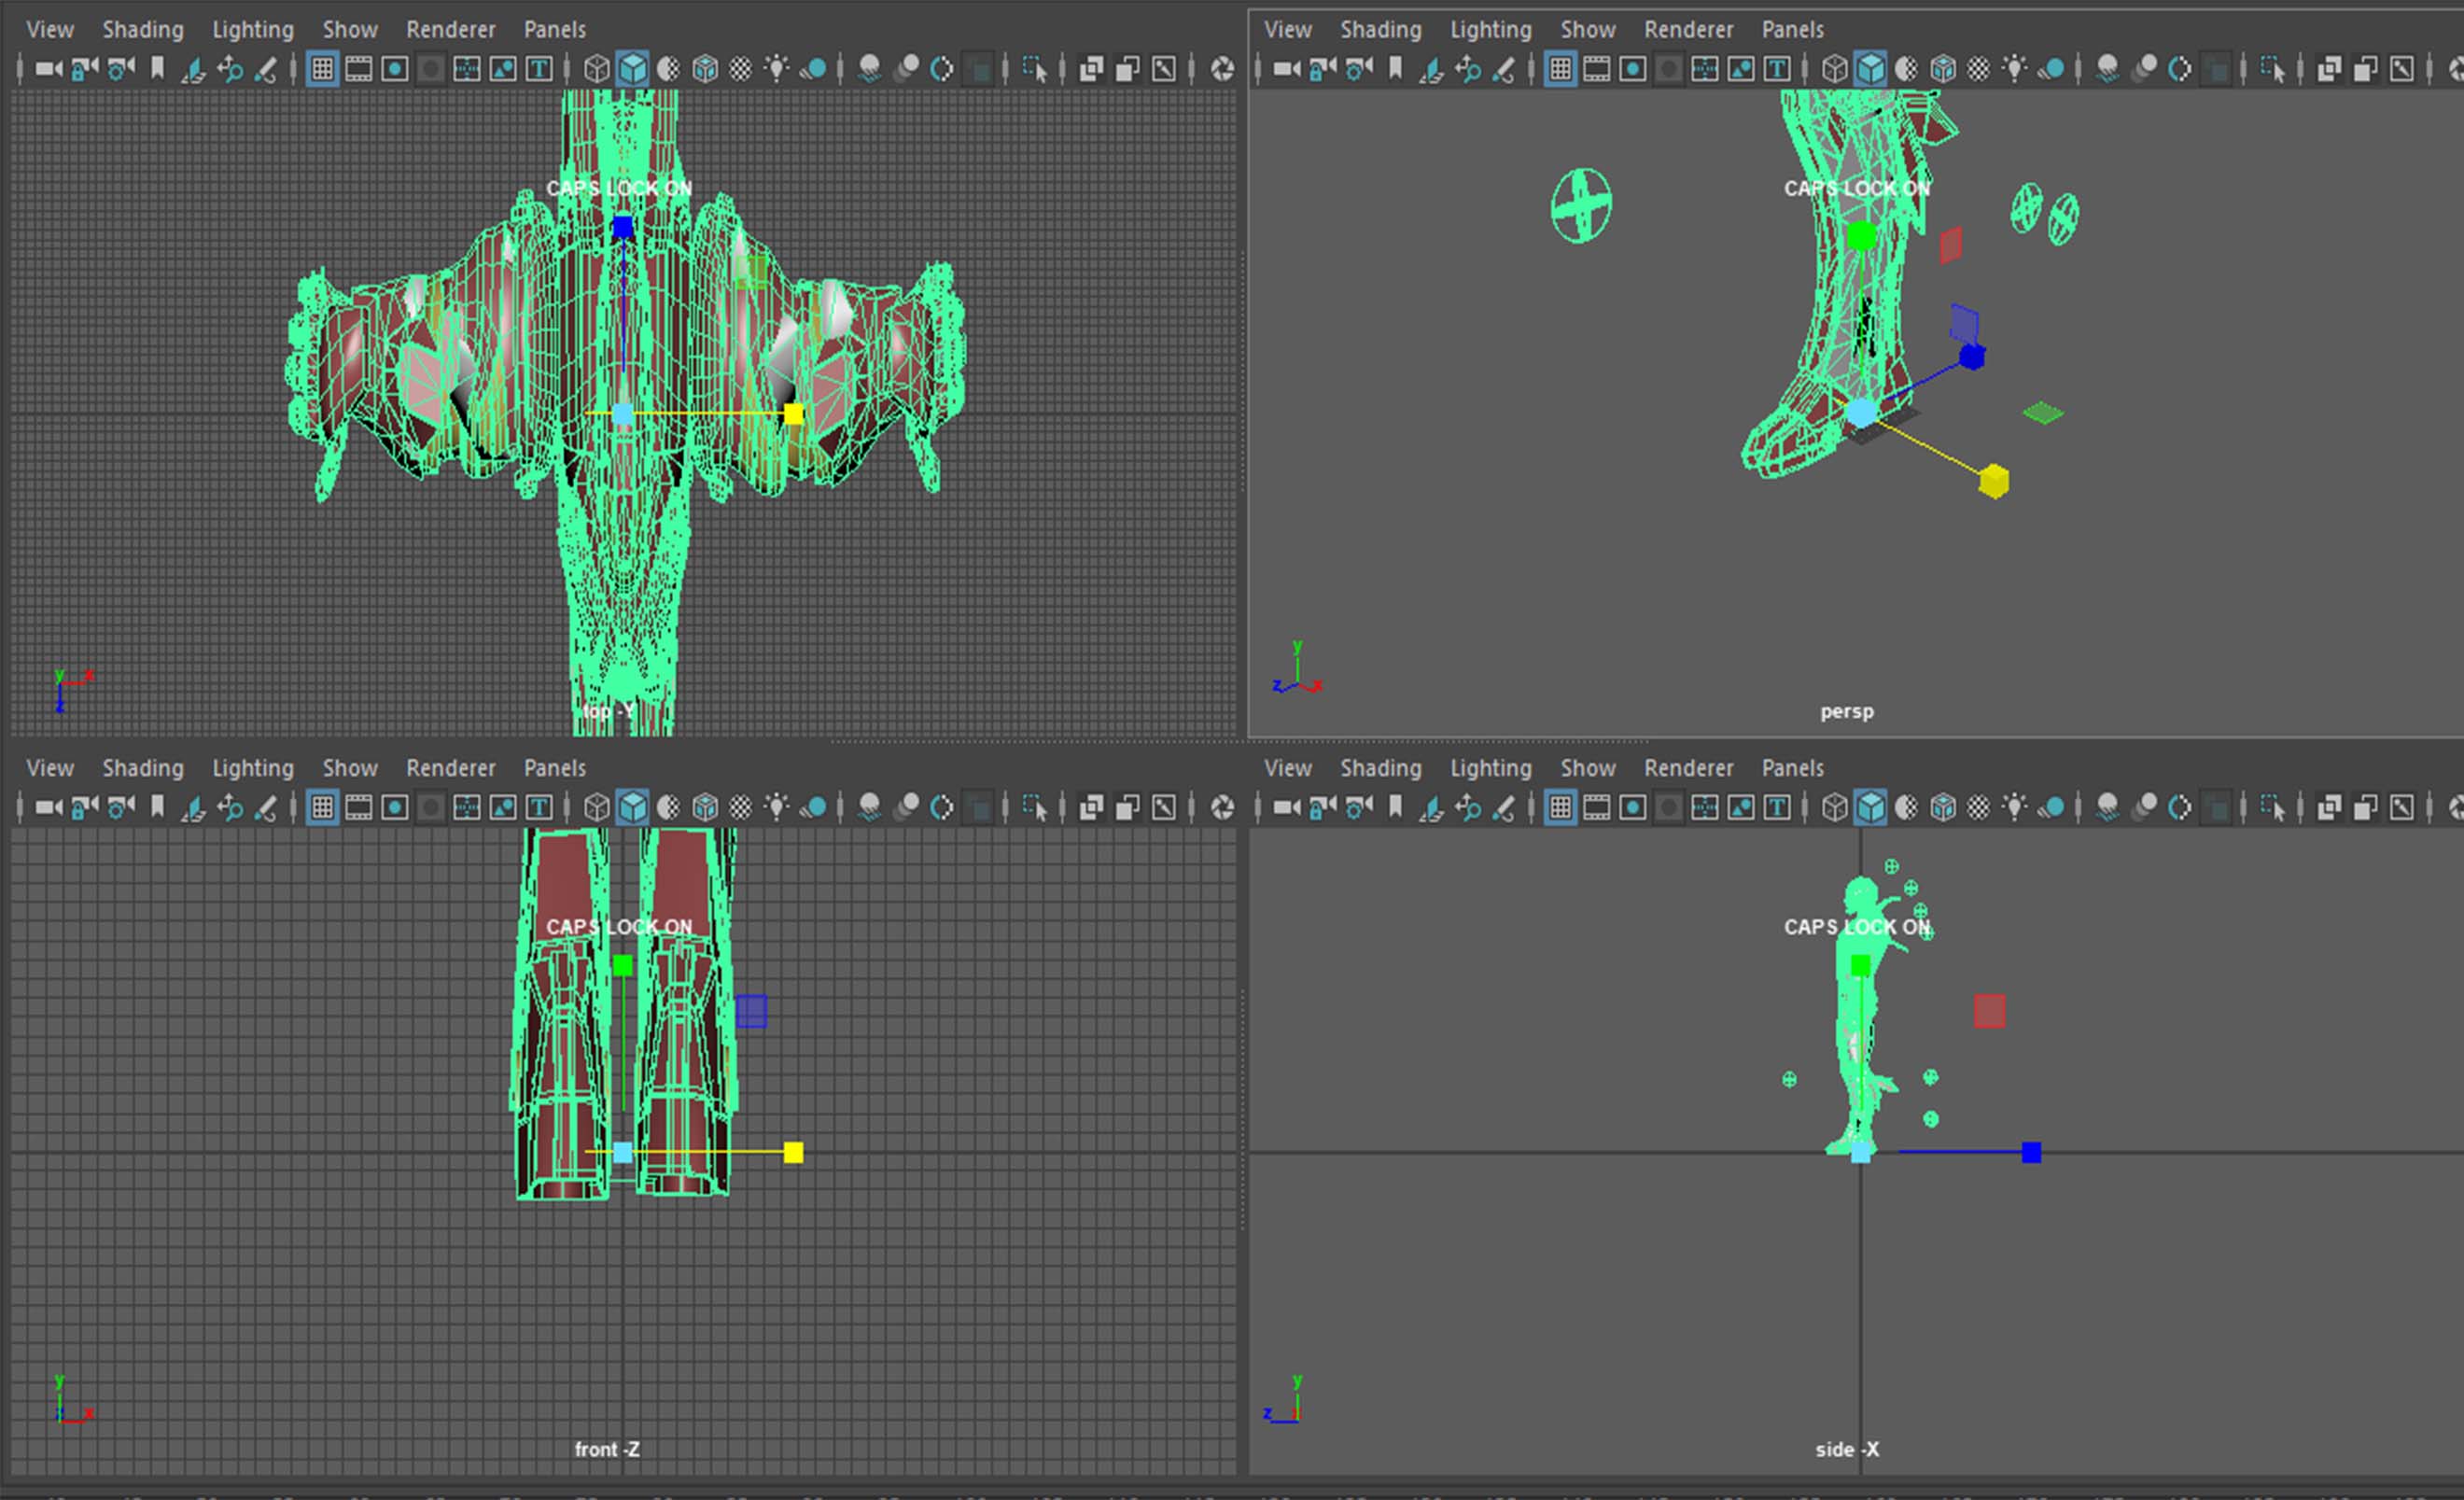 View Shading Lighting Show Renderer Panels
CAPS LOCK ON
y x
z
top -Y
View Shading Lighting Show Renderer Panels
CAPS LOCK ON
y
z x
persp
View Shading Lighting Show Renderer Panels
CAPS LOCK ON
y
x
front -Z
View Shading Lighting Show Renderer Panels
CAPS LOCK ON
y
z
side -X